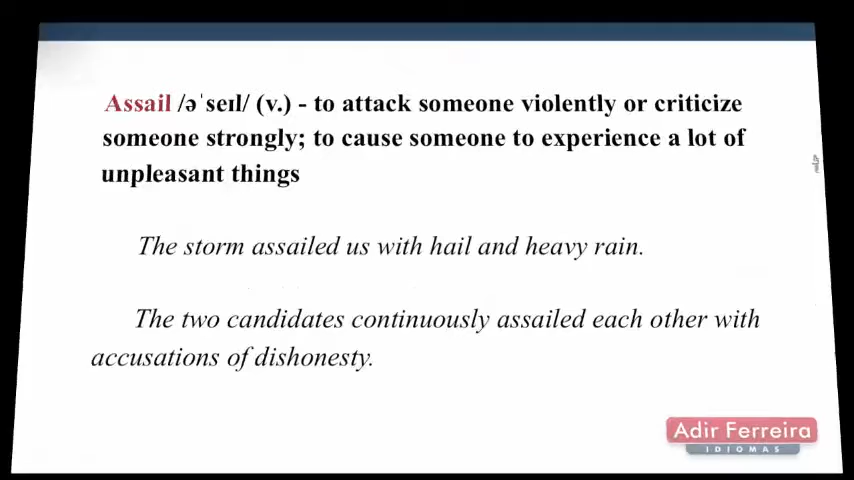 Assail /əˈseɪl/ (v.) - to attack someone violently or criticize
someone strongly; to cause someone to experience a lot of
unpleasant things
The storm assailed us with hail and heavy rain.
The two candidates continuously assailed each other with
accusations of dishonesty.
Adir Ferreira
IDIOMAS